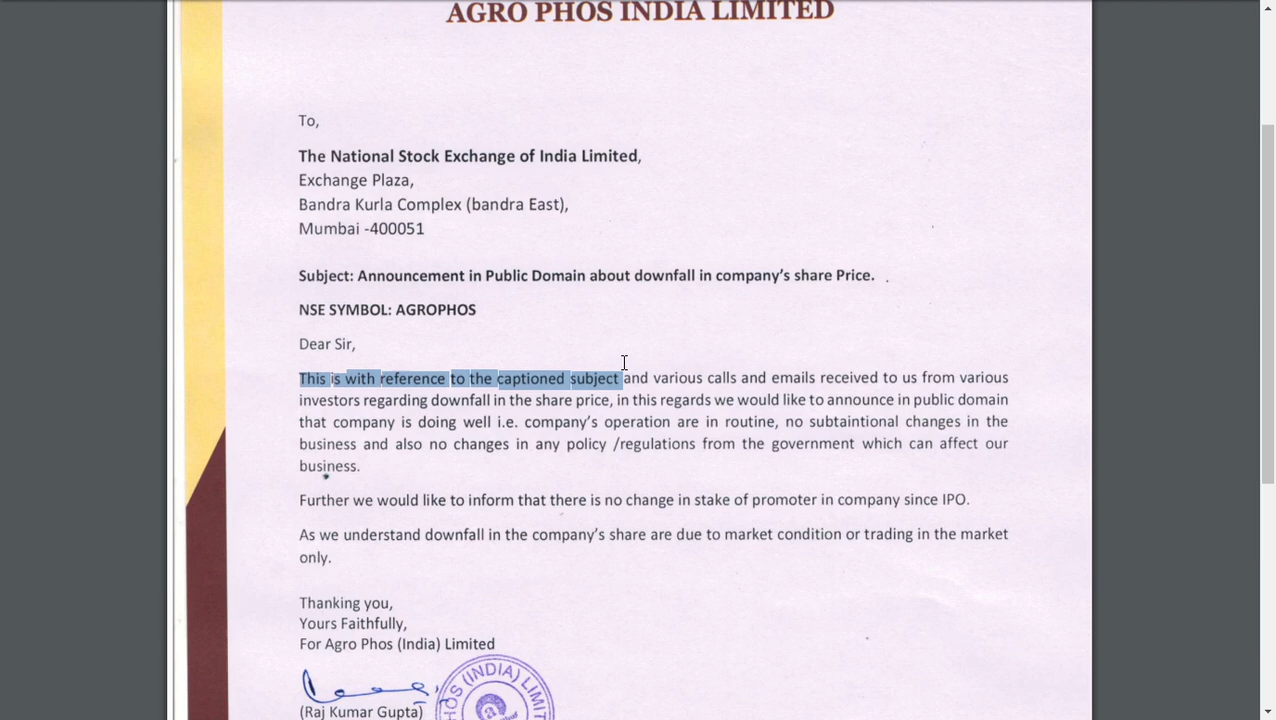 AGRO PHOS INDIA LIMITED
To,
The National Stock Exchange of India Limited,
Exchange Plaza,
Bandra Kurla Complex (bandra East),
Mumbai -400051
Subject: Announcement in Public Domain about downfall in company's share Price.
NSE SYMBOL: AGROPHOS
Dear Sir,
This is with reference to the captioned subject and various calls and emails received to us from various
investors regarding downfall in the share price, in this regards we would like to announce in public domain
that company is doing well i.e. company's operation are in routine, no subtaintional changes in the
business and also no changes in any policy /regulations from the government which can affect our
business.
Further we would like to inform that there is no change in stake of promoter in company since IPO.
As we understand downfall in the company's share are due to market condition or trading in the market
only.
Thanking you,
Yours Faithfully,
For Agro Phos (India) Limited
(Raj Kumar Gupta)
HOS (INDIA) LIMIT